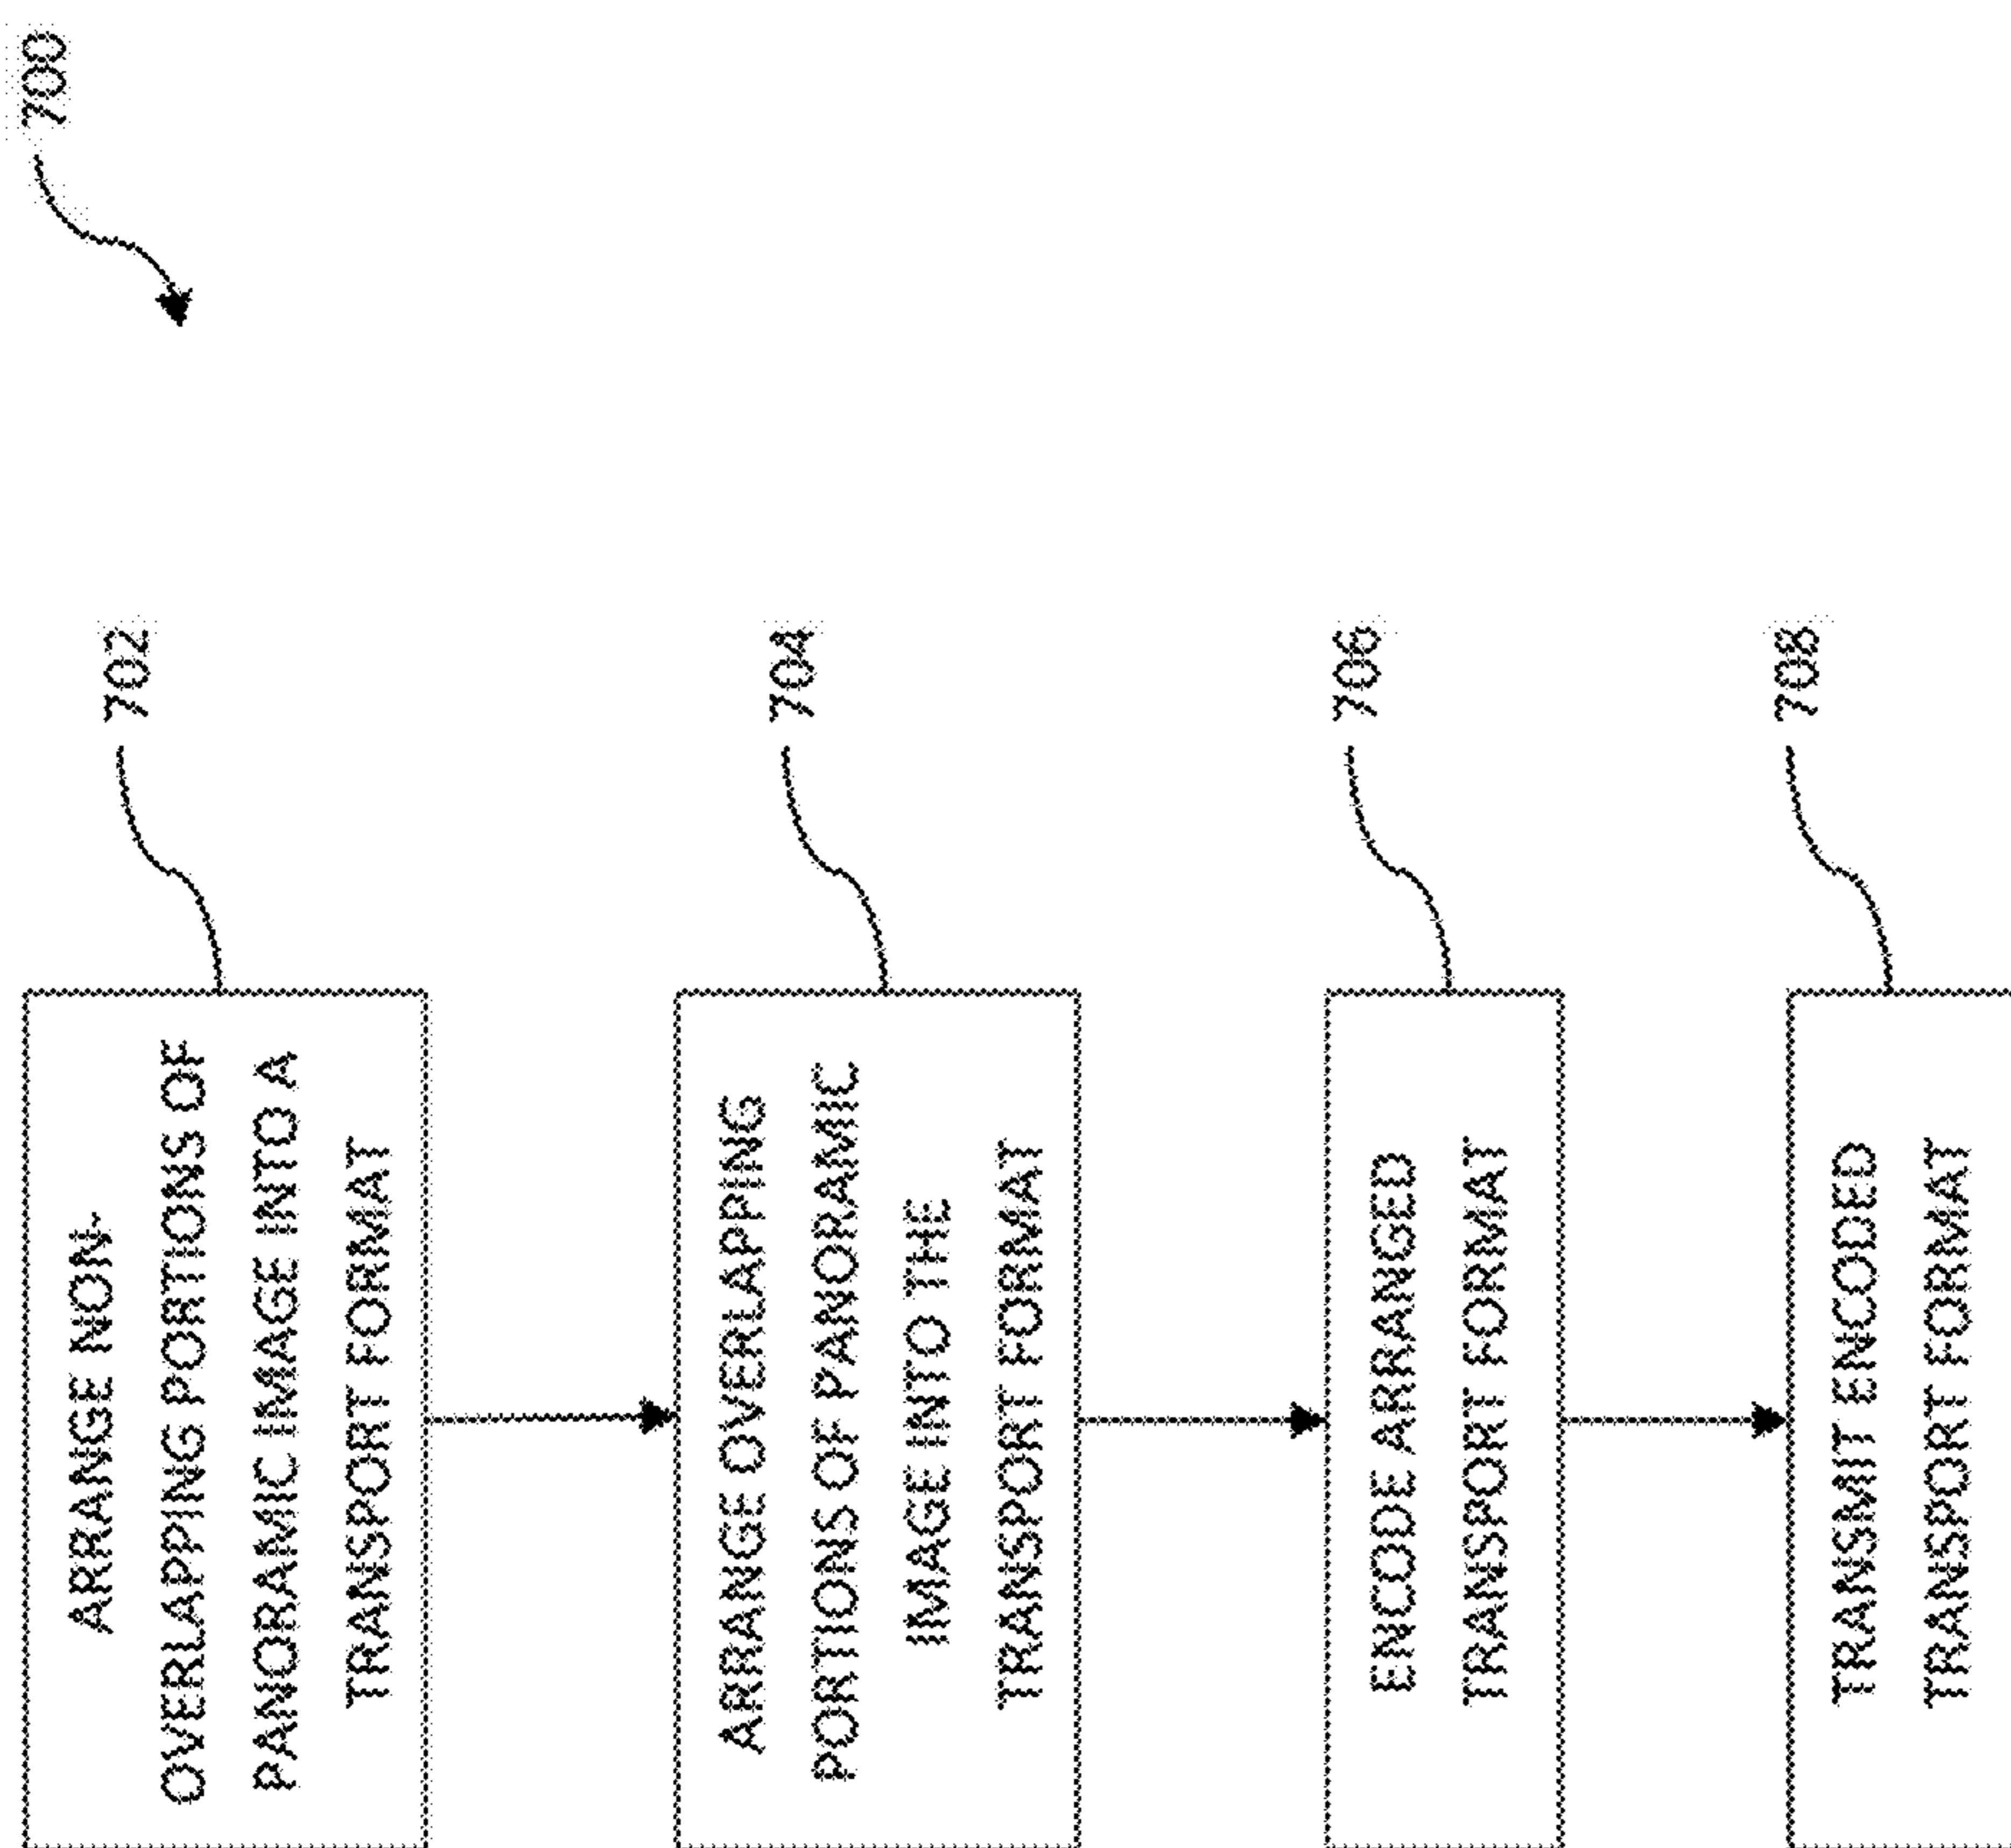 700
ARRANGE NON-
OVERLAPPING PORTIONS OF
PANORAMIC IMAGE INTO A
TRANSPORT FORMAT
702
ARRANGE OVERLAPPING
PORTIONS OF PANORAMIC
IMAGE INTO THE
TRANSPORT FORMAT
704
ENCODE ARRANGED
TRANSPORT FORMAT
706
TRANSMIT ENCODED
TRANSPORT FORMAT
708